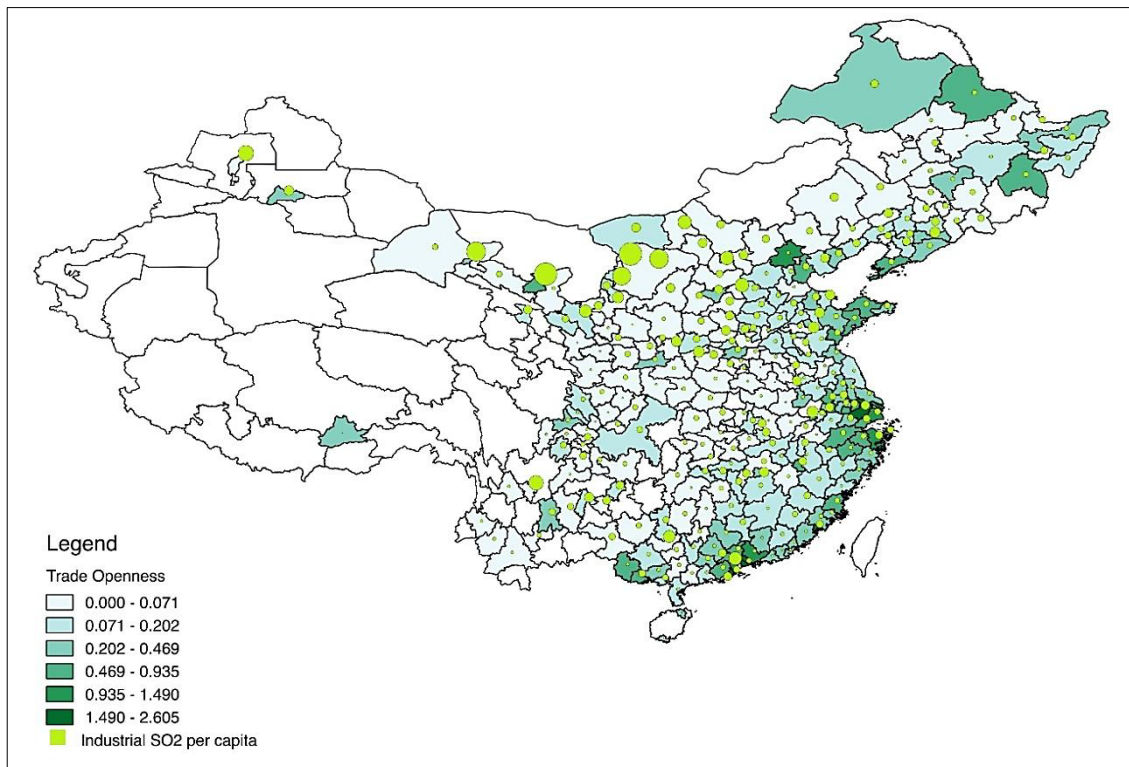 Legend
Trade Openness
0.000 - 0.071
0.071 - 0.202
0.202 - 0.469
0.469 - 0.935
0.935 - 1.490
1.490 - 2.605
Industrial SO2 per capita